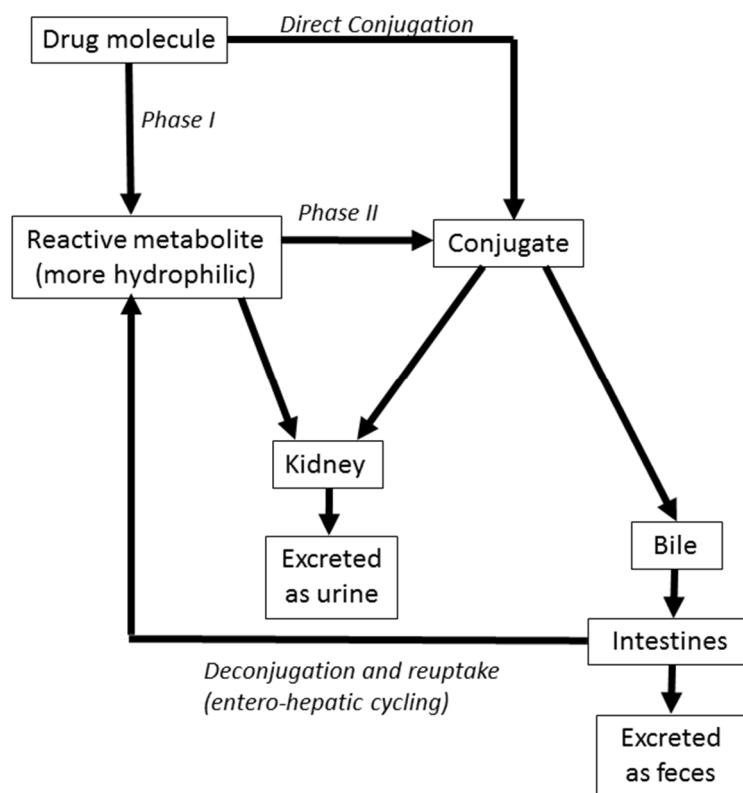 Drug molecule
Direct Conjugation
Phase I
Phase II
Reactive metabolite
(more hydrophilic)
Conjugate
Kidney
Excreted
as urine
Bile
Intestines
Deconjugation and reuptake
(entero-hepatic cycling)
Excreted
as feces